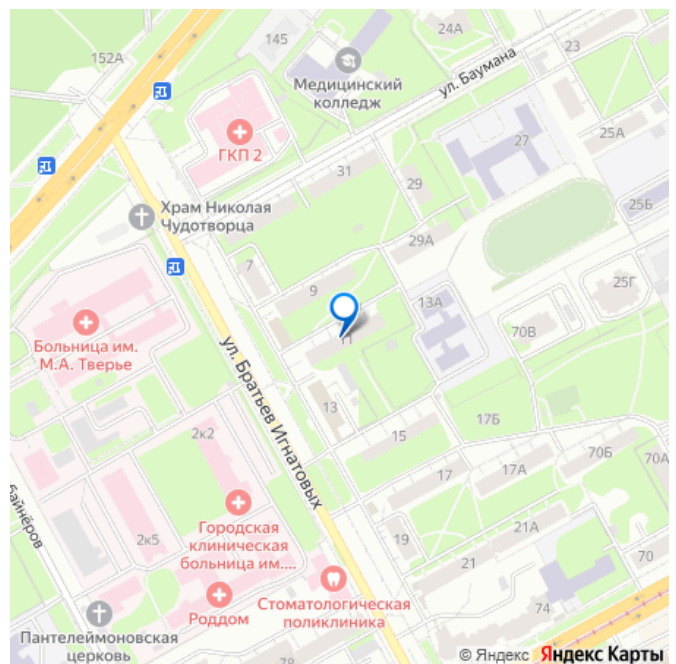 152А
145
24А
23
Медицинский
колледж
ул. Баумана
27
25А
ГКП 2
31
29
25Б
Храм Николая
Чудотворца
29А
7
25Г
9
13А
11
70В
Больница им.
М.А. Тверье
ул. Братьев Игнатовых
13
17Б
2к2
15
70Б
70А
17
17А
байнёров
Городская
клиническая
больница им....
2к5
19
21А
21
70
Роддом
Стоматологическая
поликлиника
74
Пантелеймоновская
церковь
78
© Яндекс Яндекс Карты